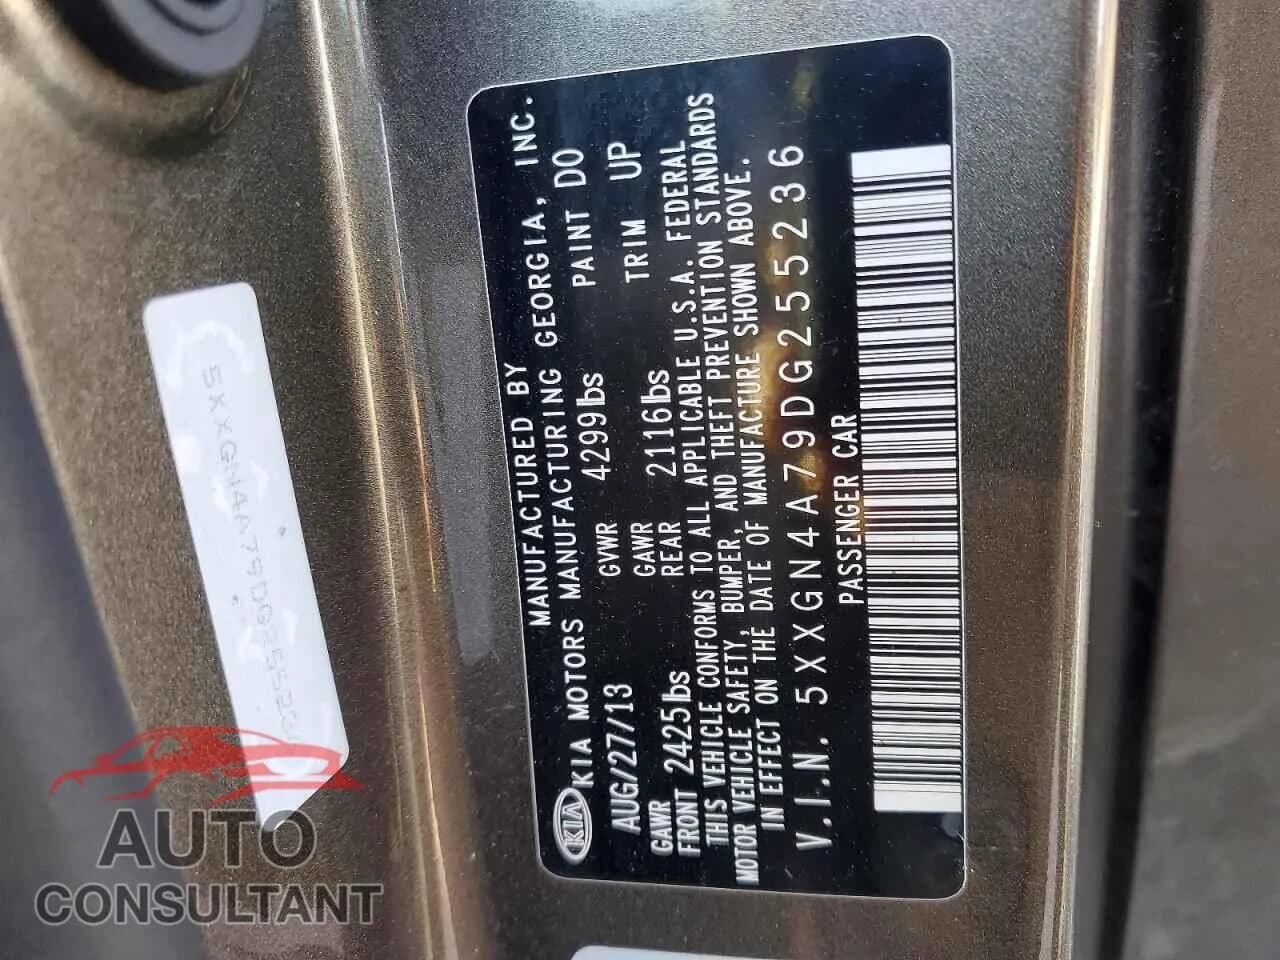 MANUFACTURED BY
KIA KIA MOTORS MANUFACTURING GEORGIA, INC.
AUG/27/13 GVWR 4299lbs PAINT DO
GAWR FRONT 2425lbs GAWR REAR 2116lbs TRIM UP
THIS VEHICLE CONFORMS TO ALL APPLICABLE U.S.A. FEDERAL
MOTOR VEHICLE SAFETY, BUMPER, AND THEFT PREVENTION STANDARDS
IN EFFECT ON THE DATE OF MANUFACTURE SHOWN ABOVE.
V.I.N. 5XXGN4A79DG255236
PASSENGER CAR
AUTO
CONSULTANT